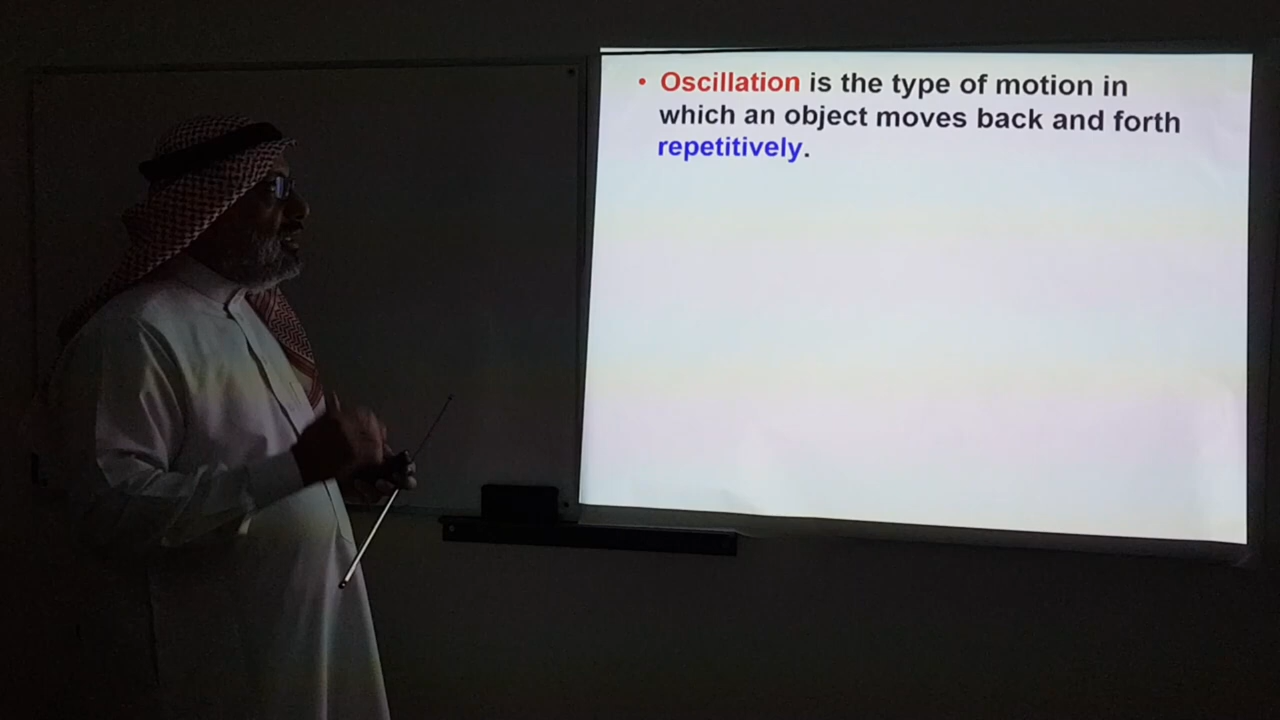 • Oscillation is the type of motion in
which an object moves back and forth
repetitively.